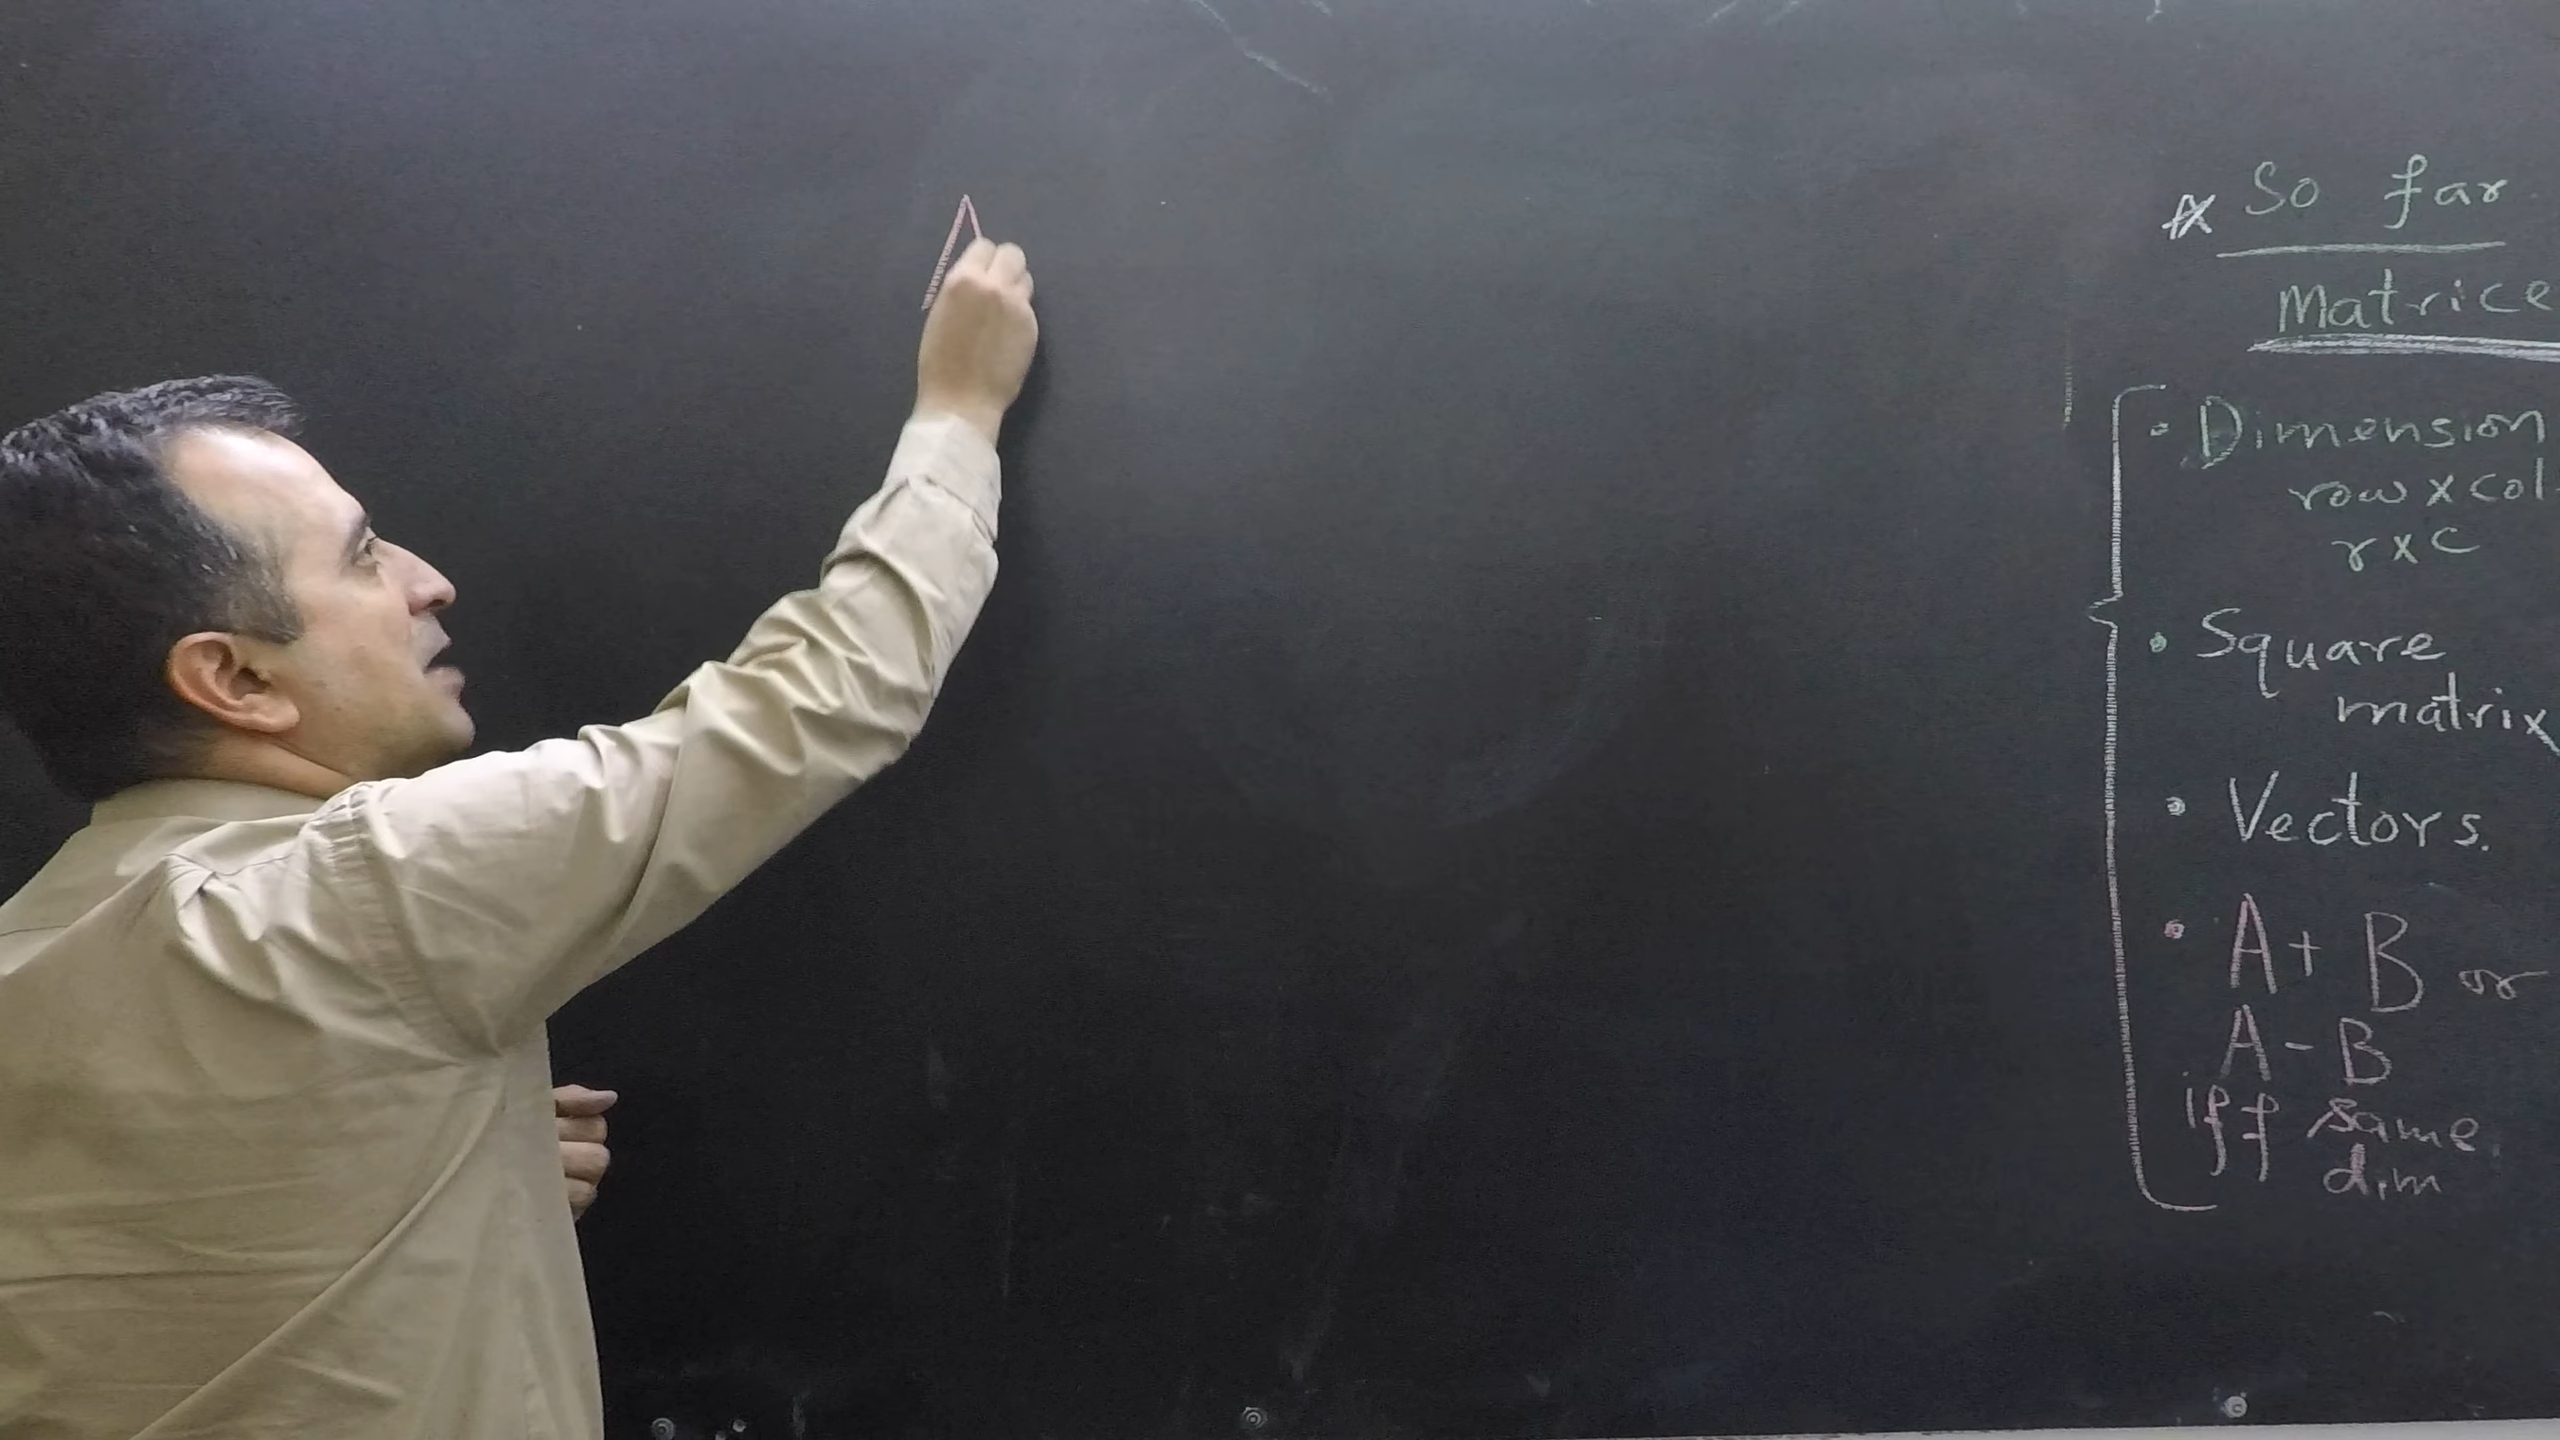 So far
Matrice
• Dimension
row x col
r x c
• Square
matrix
• Vectors.
• A + B or
A - B
iff same
dim